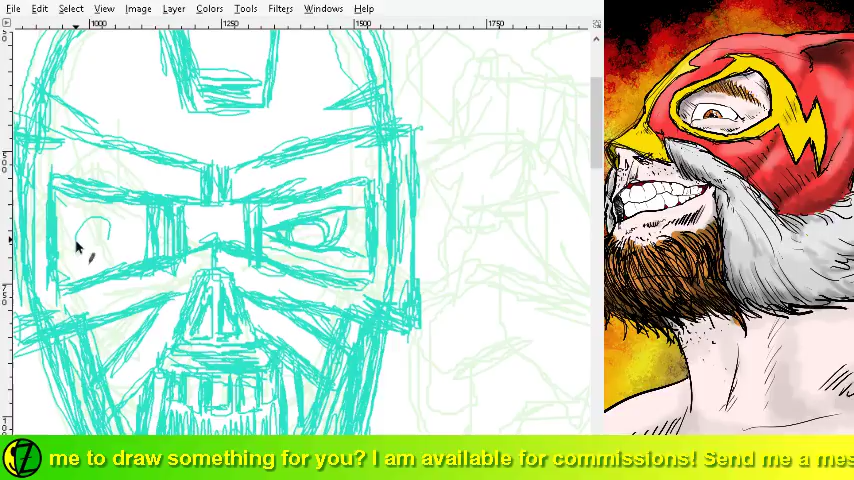 File Edit Select View Image Layer Colors Tools Filters Windows Help
1000 1250 1500 1750
me to draw something for you? I am available for commissions! Send me a mes